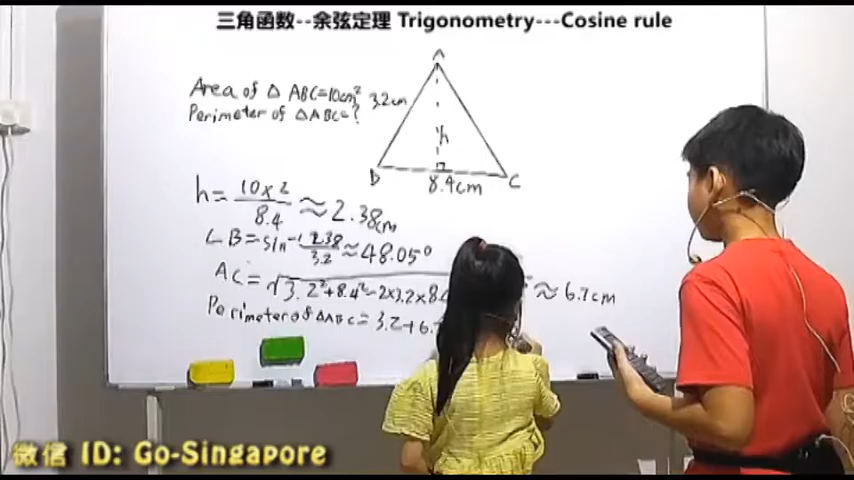 三角函数--余弦定理 Trigonometry---Cosine rule
A
Area of △ ABC=10cm² 3.2cm
Perimeter of △ABC=?
h
B 8.4cm C
h= 10×2/8.4 ≈2.38cm
∠B=sin⁻¹ 2.38/3.2 ≈48.05°
AC=√3.2²+8.4²-2×3.2×8.4 ≈6.7cm
Perimeter of △ABC=3.2+6.7
微信 ID: Go-Singapore